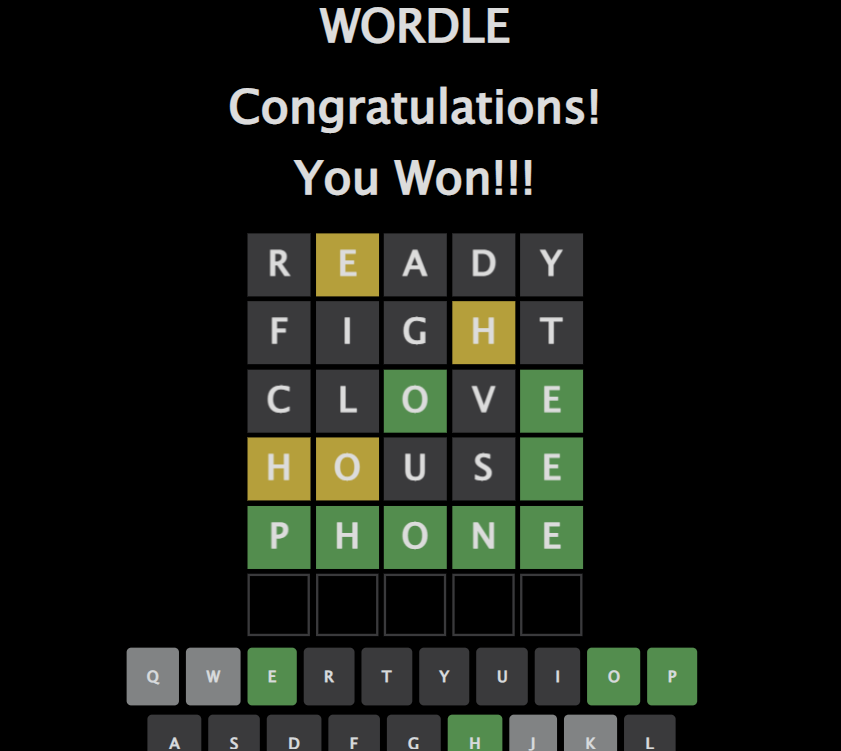 WORDLE
Congratulations!
You Won!!!
R E A D Y
F I G H T
C L O V E
H O U S E
P H O N E
Q W E R T Y U I O P
A S D F G H J K L